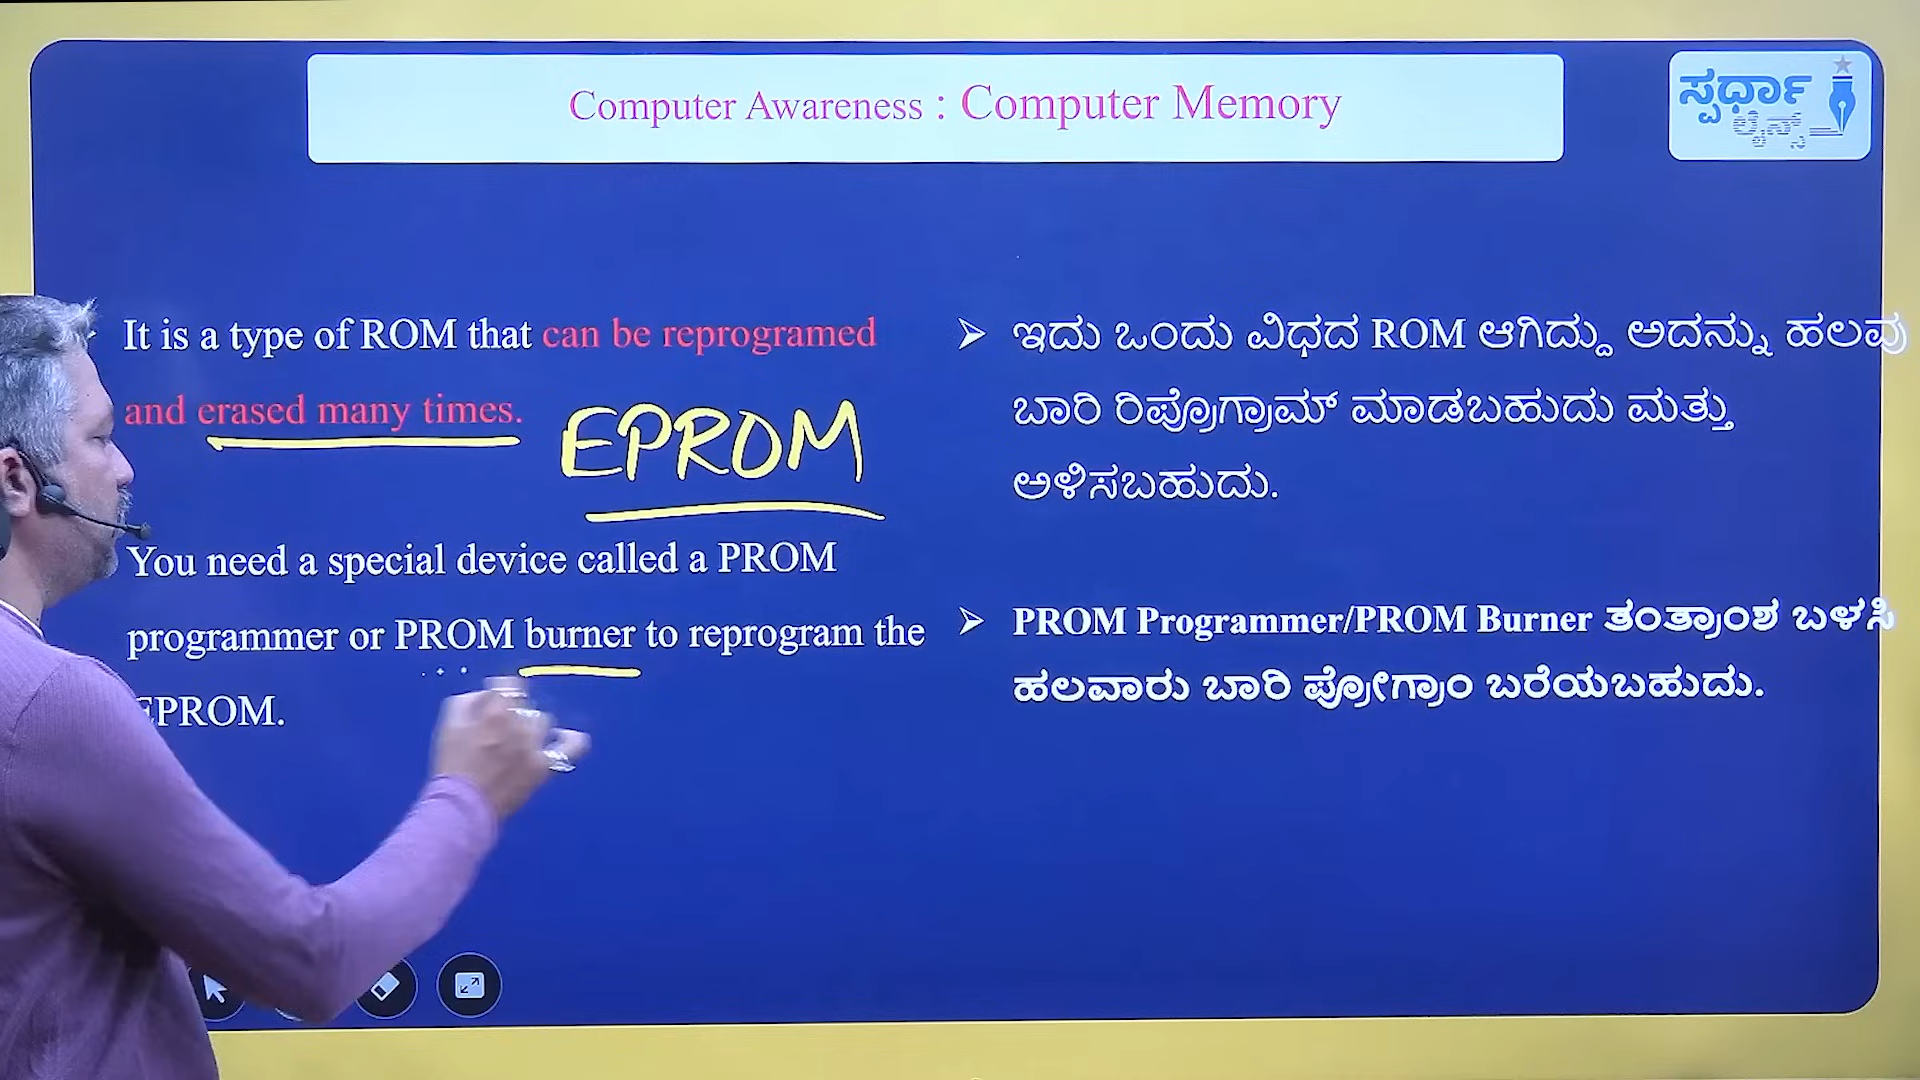 Computer Awareness : Computer Memory
ಸ್ಪರ್ಧಾ
It is a type of ROM that can be reprogramed
and erased many times.
EPROM
You need a special device called a PROM
programmer or PROM burner to reprogram the
EPROM.
ಇದು ಒಂದು ವಿಧದ ROM ಆಗಿದ್ದು ಅದನ್ನು ಹಲವು
ಬಾರಿ ರಿಪ್ರೊಗ್ರಾಮ್ ಮಾಡಬಹುದು ಮತ್ತು
ಅಳಿಸಬಹುದು.
PROM Programmer/PROM Burner ತಂತ್ರಾಂಶ ಬಳಸಿ
ಹಲವಾರು ಬಾರಿ ಪ್ರೋಗ್ರಾಂ ಬರೆಯಬಹುದು.